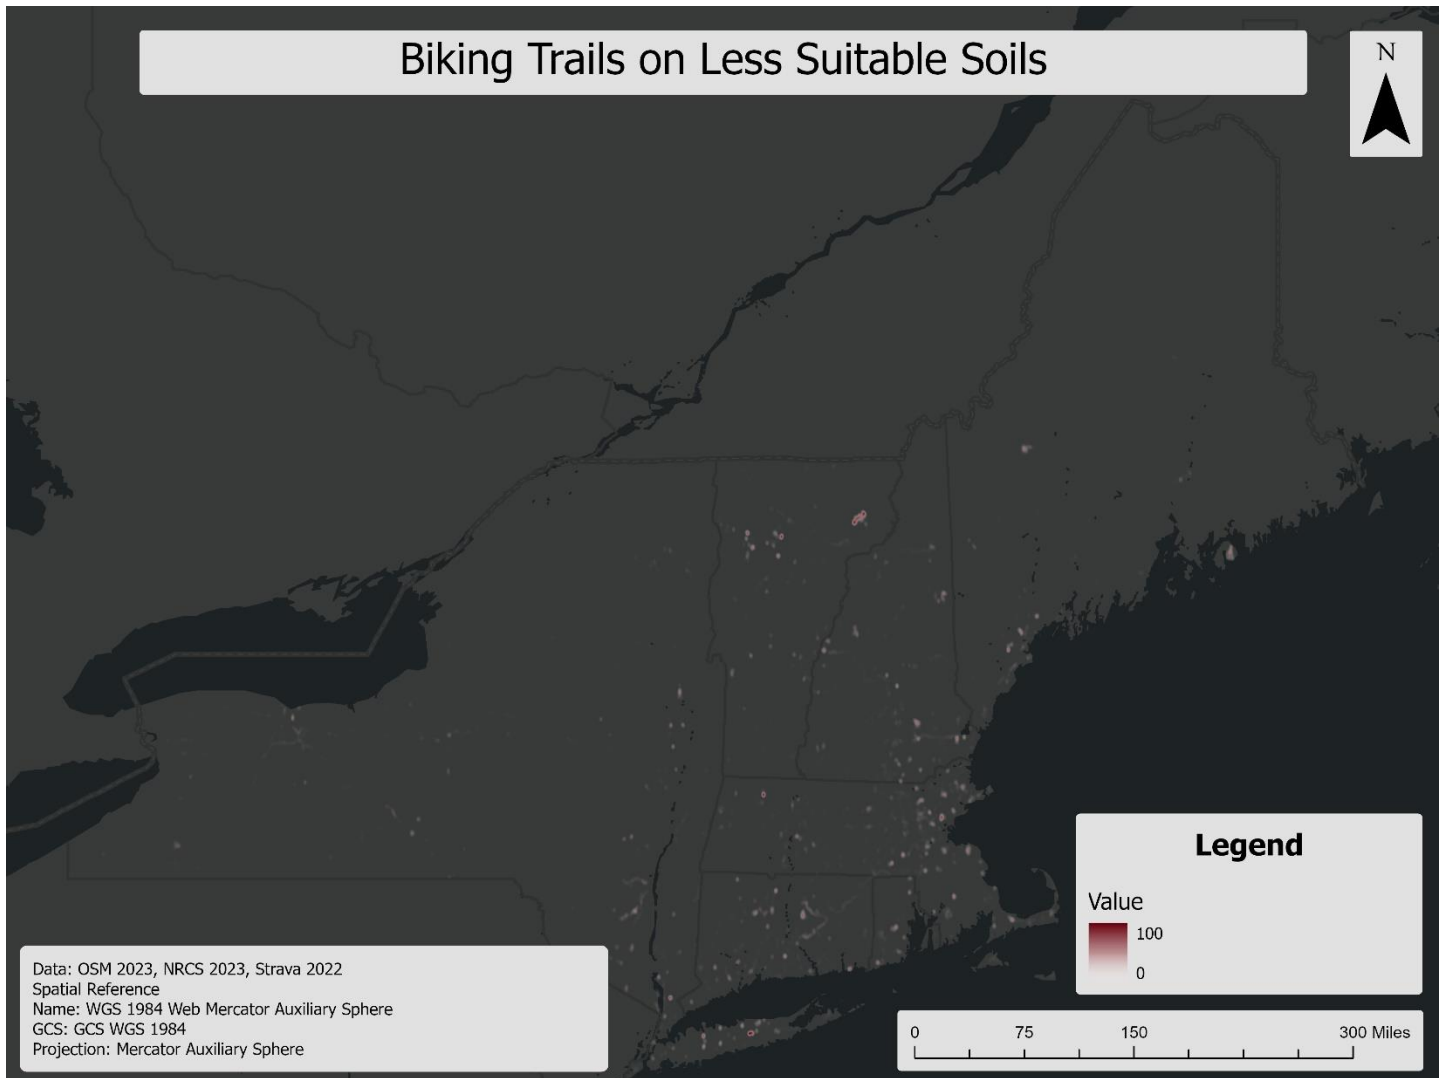 Biking Trails on Less Suitable Soils
N
Legend
Value
100
0
Data: OSM 2023, NRCS 2023, Strava 2022
Spatial Reference
Name: WGS 1984 Web Mercator Auxiliary Sphere
GCS: GCS WGS 1984
Projection: Mercator Auxiliary Sphere
0 75 150 300 Miles